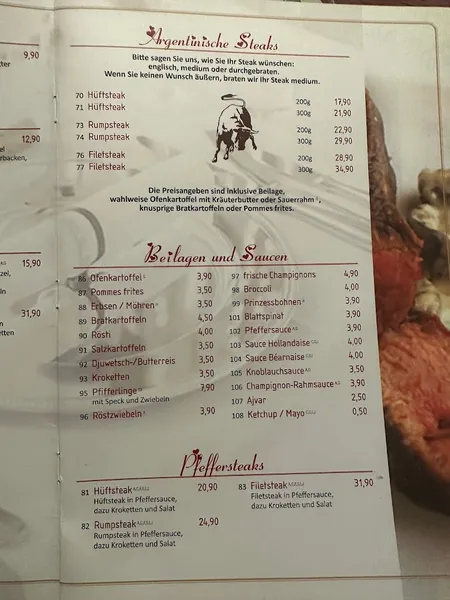 9,90
12,90
15,90
31,90
Argentinische Steaks
Bitte sagen Sie uns, wie Sie Ihr Steak wünschen:
englisch, medium oder durchgebraten.
Wenn Sie keinen Wunsch äußern, braten wir Ihr Steak medium.
70 Hüftsteak 200g 17,90
71 Hüftsteak 300g 21,90
73 Rumpsteak 200g 22,90
74 Rumpsteak 300g 29,90
76 Filetsteak 200g 28,90
77 Filetsteak 300g 34,90
Die Preisangaben sind inklusive Beilage,
wahlweise Ofenkartoffel mit Kräuterbutter oder Sauerrahm,
knusprige Bratkartoffeln oder Pommes frites.
Beilagen und Saucen
86 Ofenkartoffel 3,90
87 Pommes frites 3,50
88 Erbsen / Möhren 3,50
89 Bratkartoffeln 4,50
90 Rösti 4,00
91 Salzkartoffeln 3,50
92 Djuwetsch-/Butterreis 3,50
93 Kroketten 3,50
95 Pfifferlinge 7,90
mit Speck und Zwiebeln
96 Röstzwiebeln 3,90
97 frische Champignons 4,90
98 Broccoli 4,00
99 Prinzessbohnen 3,90
101 Blattspinat 3,90
102 Pfeffersauce 3,90
103 Sauce Hollandaise 4,00
104 Sauce Béarnaise 4,00
105 Knoblauchsauce 3,50
106 Champignon-Rahmsauce 3,90
107 Ajvar 2,50
108 Ketchup / Mayo 0,50
Pfeffersteaks
81 Hüftsteak 20,90
Hüftsteak in Pfeffersauce,
dazu Kroketten und Salat
82 Rumpsteak 24,90
Rumpsteak in Pfeffersauce,
dazu Kroketten und Salat
83 Filetsteak 31,90
Filetsteak in Pfeffersauce,
dazu Kroketten und Salat